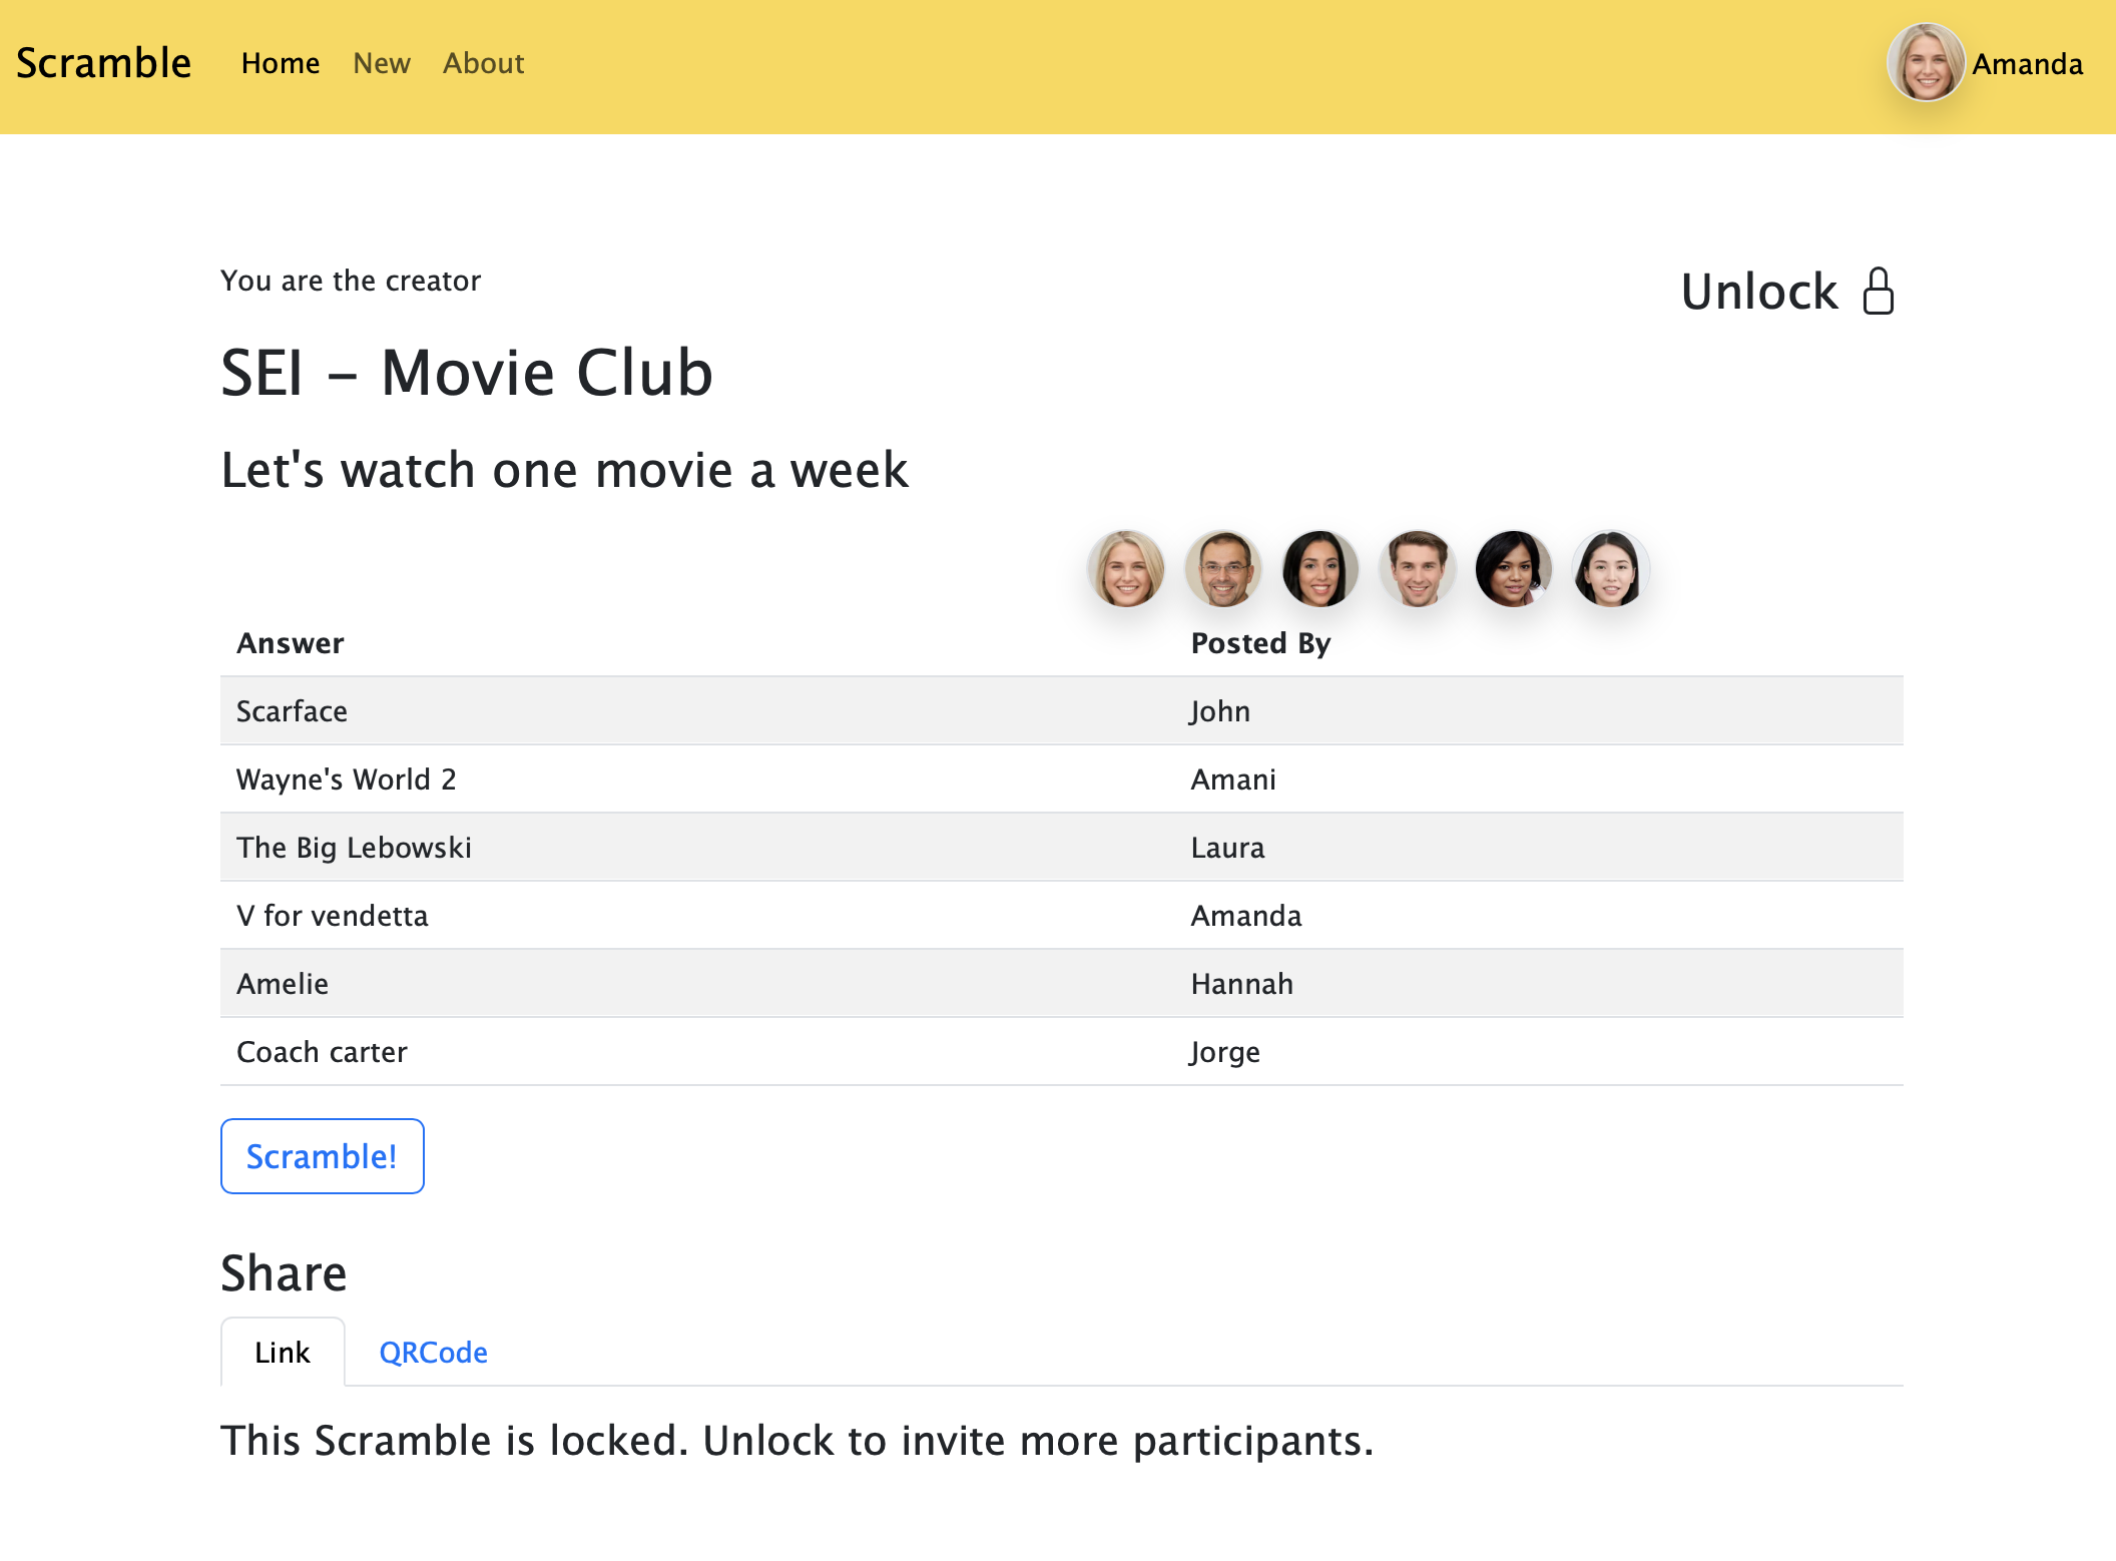 Scramble Home New About Amanda
You are the creator
Unlock
SEI - Movie Club
Let's watch one movie a week
Answer Posted By
Scarface John
Wayne's World 2 Amani
The Big Lebowski Laura
V for vendetta Amanda
Amelie Hannah
Coach carter Jorge
Scramble!
Share
Link QRCode
This Scramble is locked. Unlock to invite more participants.